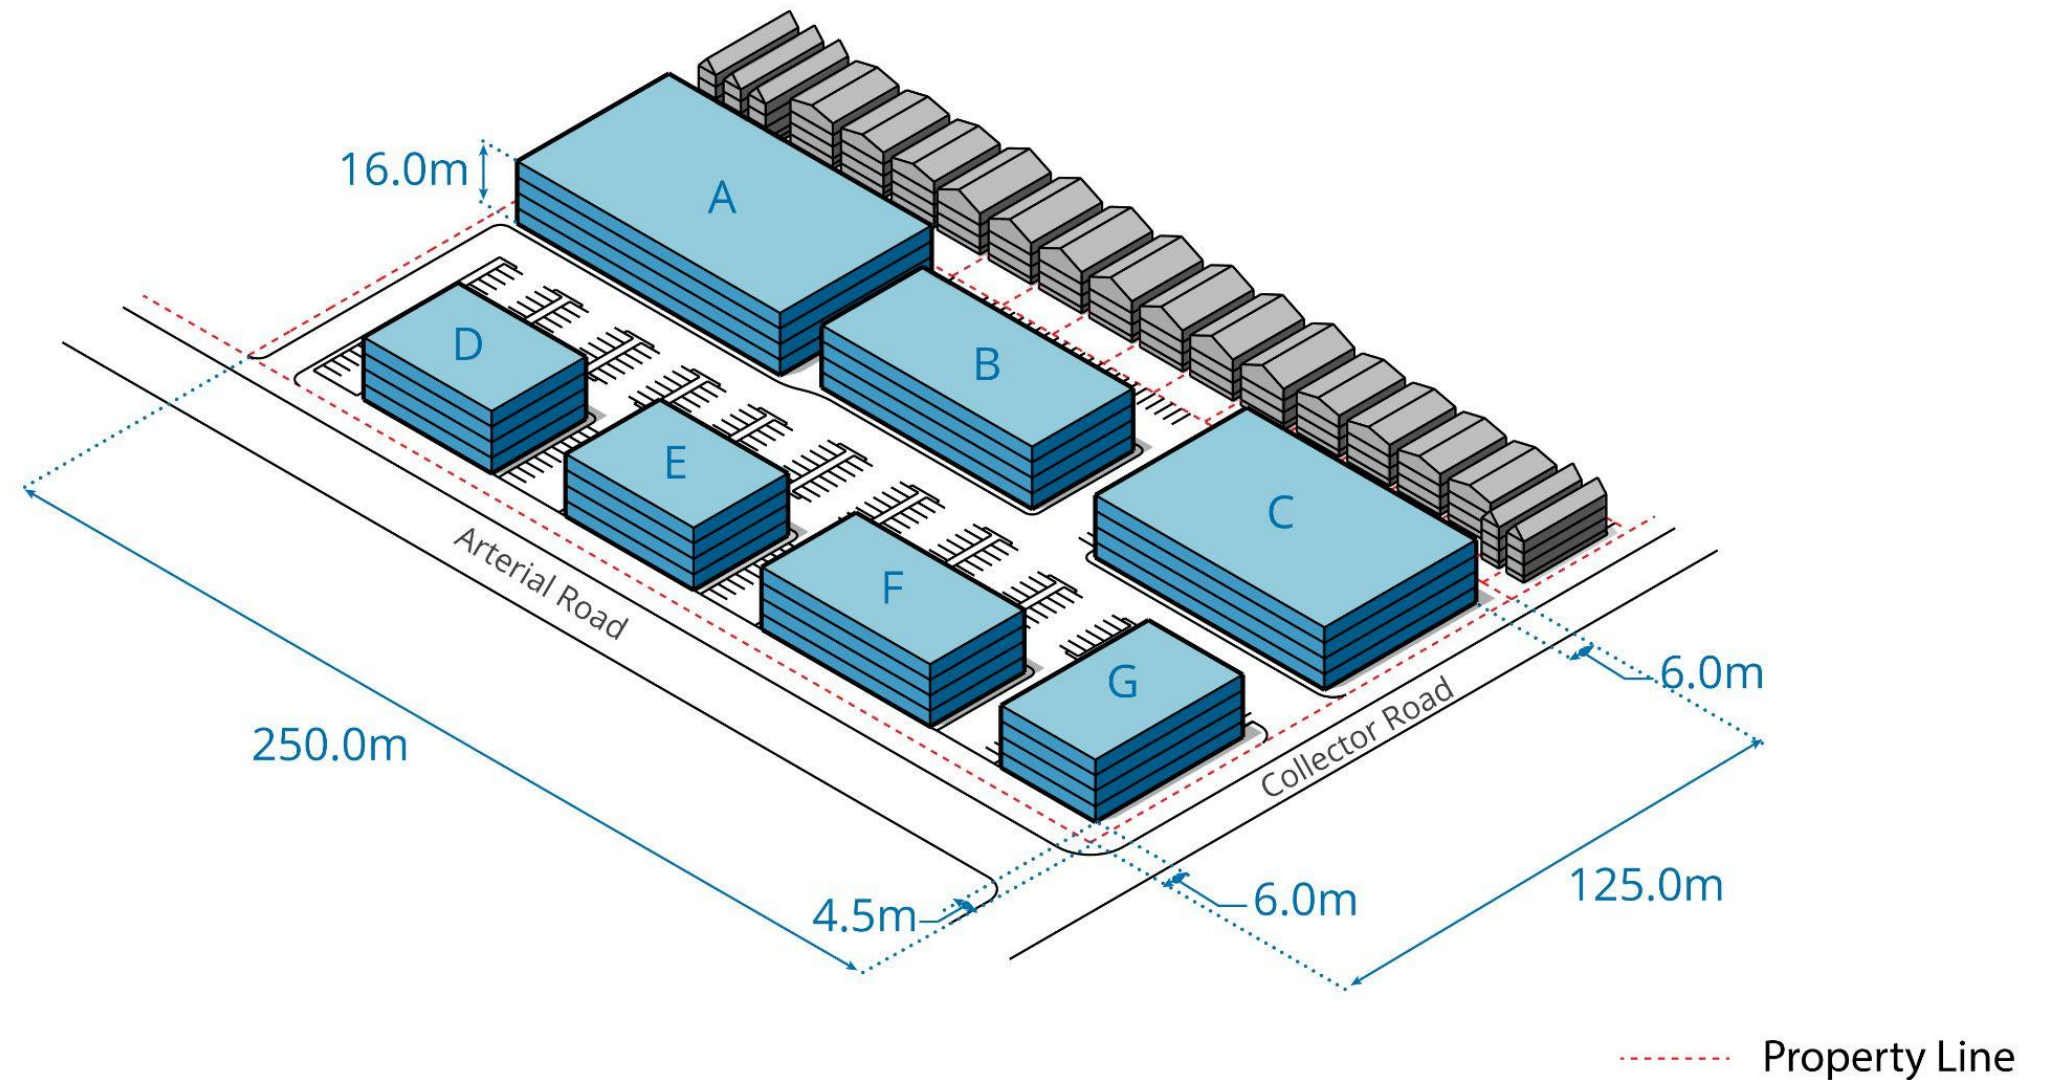 16.0m
A
B
C
D
E
F
G
Arterial Road
Collector Road
250.0m
4.5m
6.0m
6.0m
125.0m
Property Line